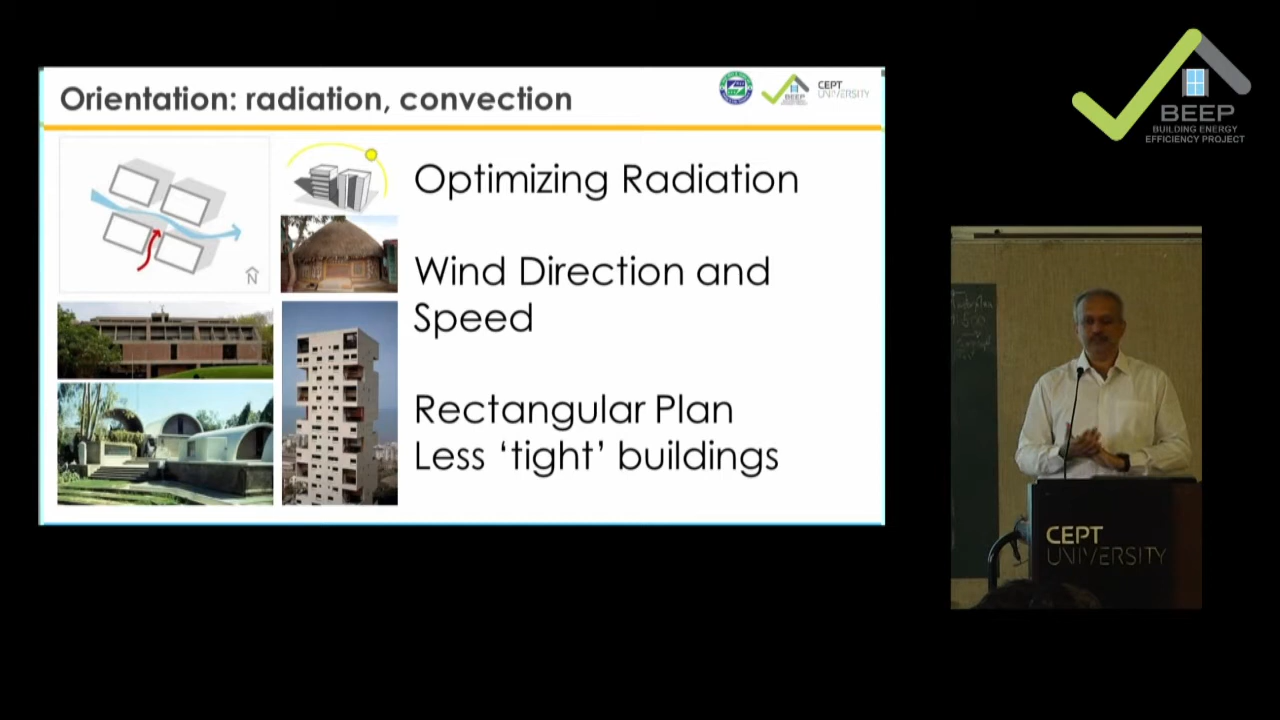 Orientation: radiation, convection
BEEP
CEPT
UNIVERSITY
Optimizing Radiation
Wind Direction and
Speed
Rectangular Plan
Less ‘tight’ buildings
N
BEEP
BUILDING ENERGY
EFFICIENCY PROJECT
CEPT
UNIVERSITY